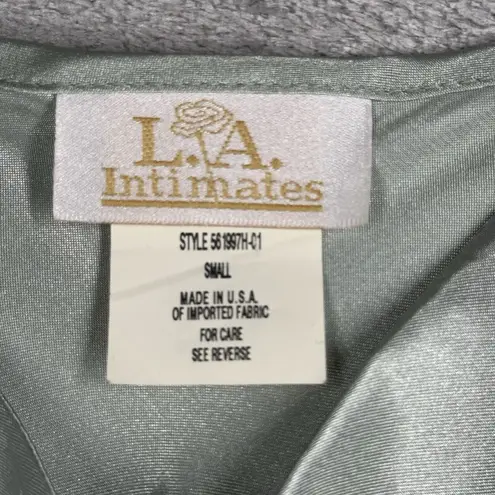 L.A.
Intimates
STYLE 561997H-01
SMALL
MADE IN U.S.A.
OF IMPORTED FABRIC
FOR CARE
SEE REVERSE